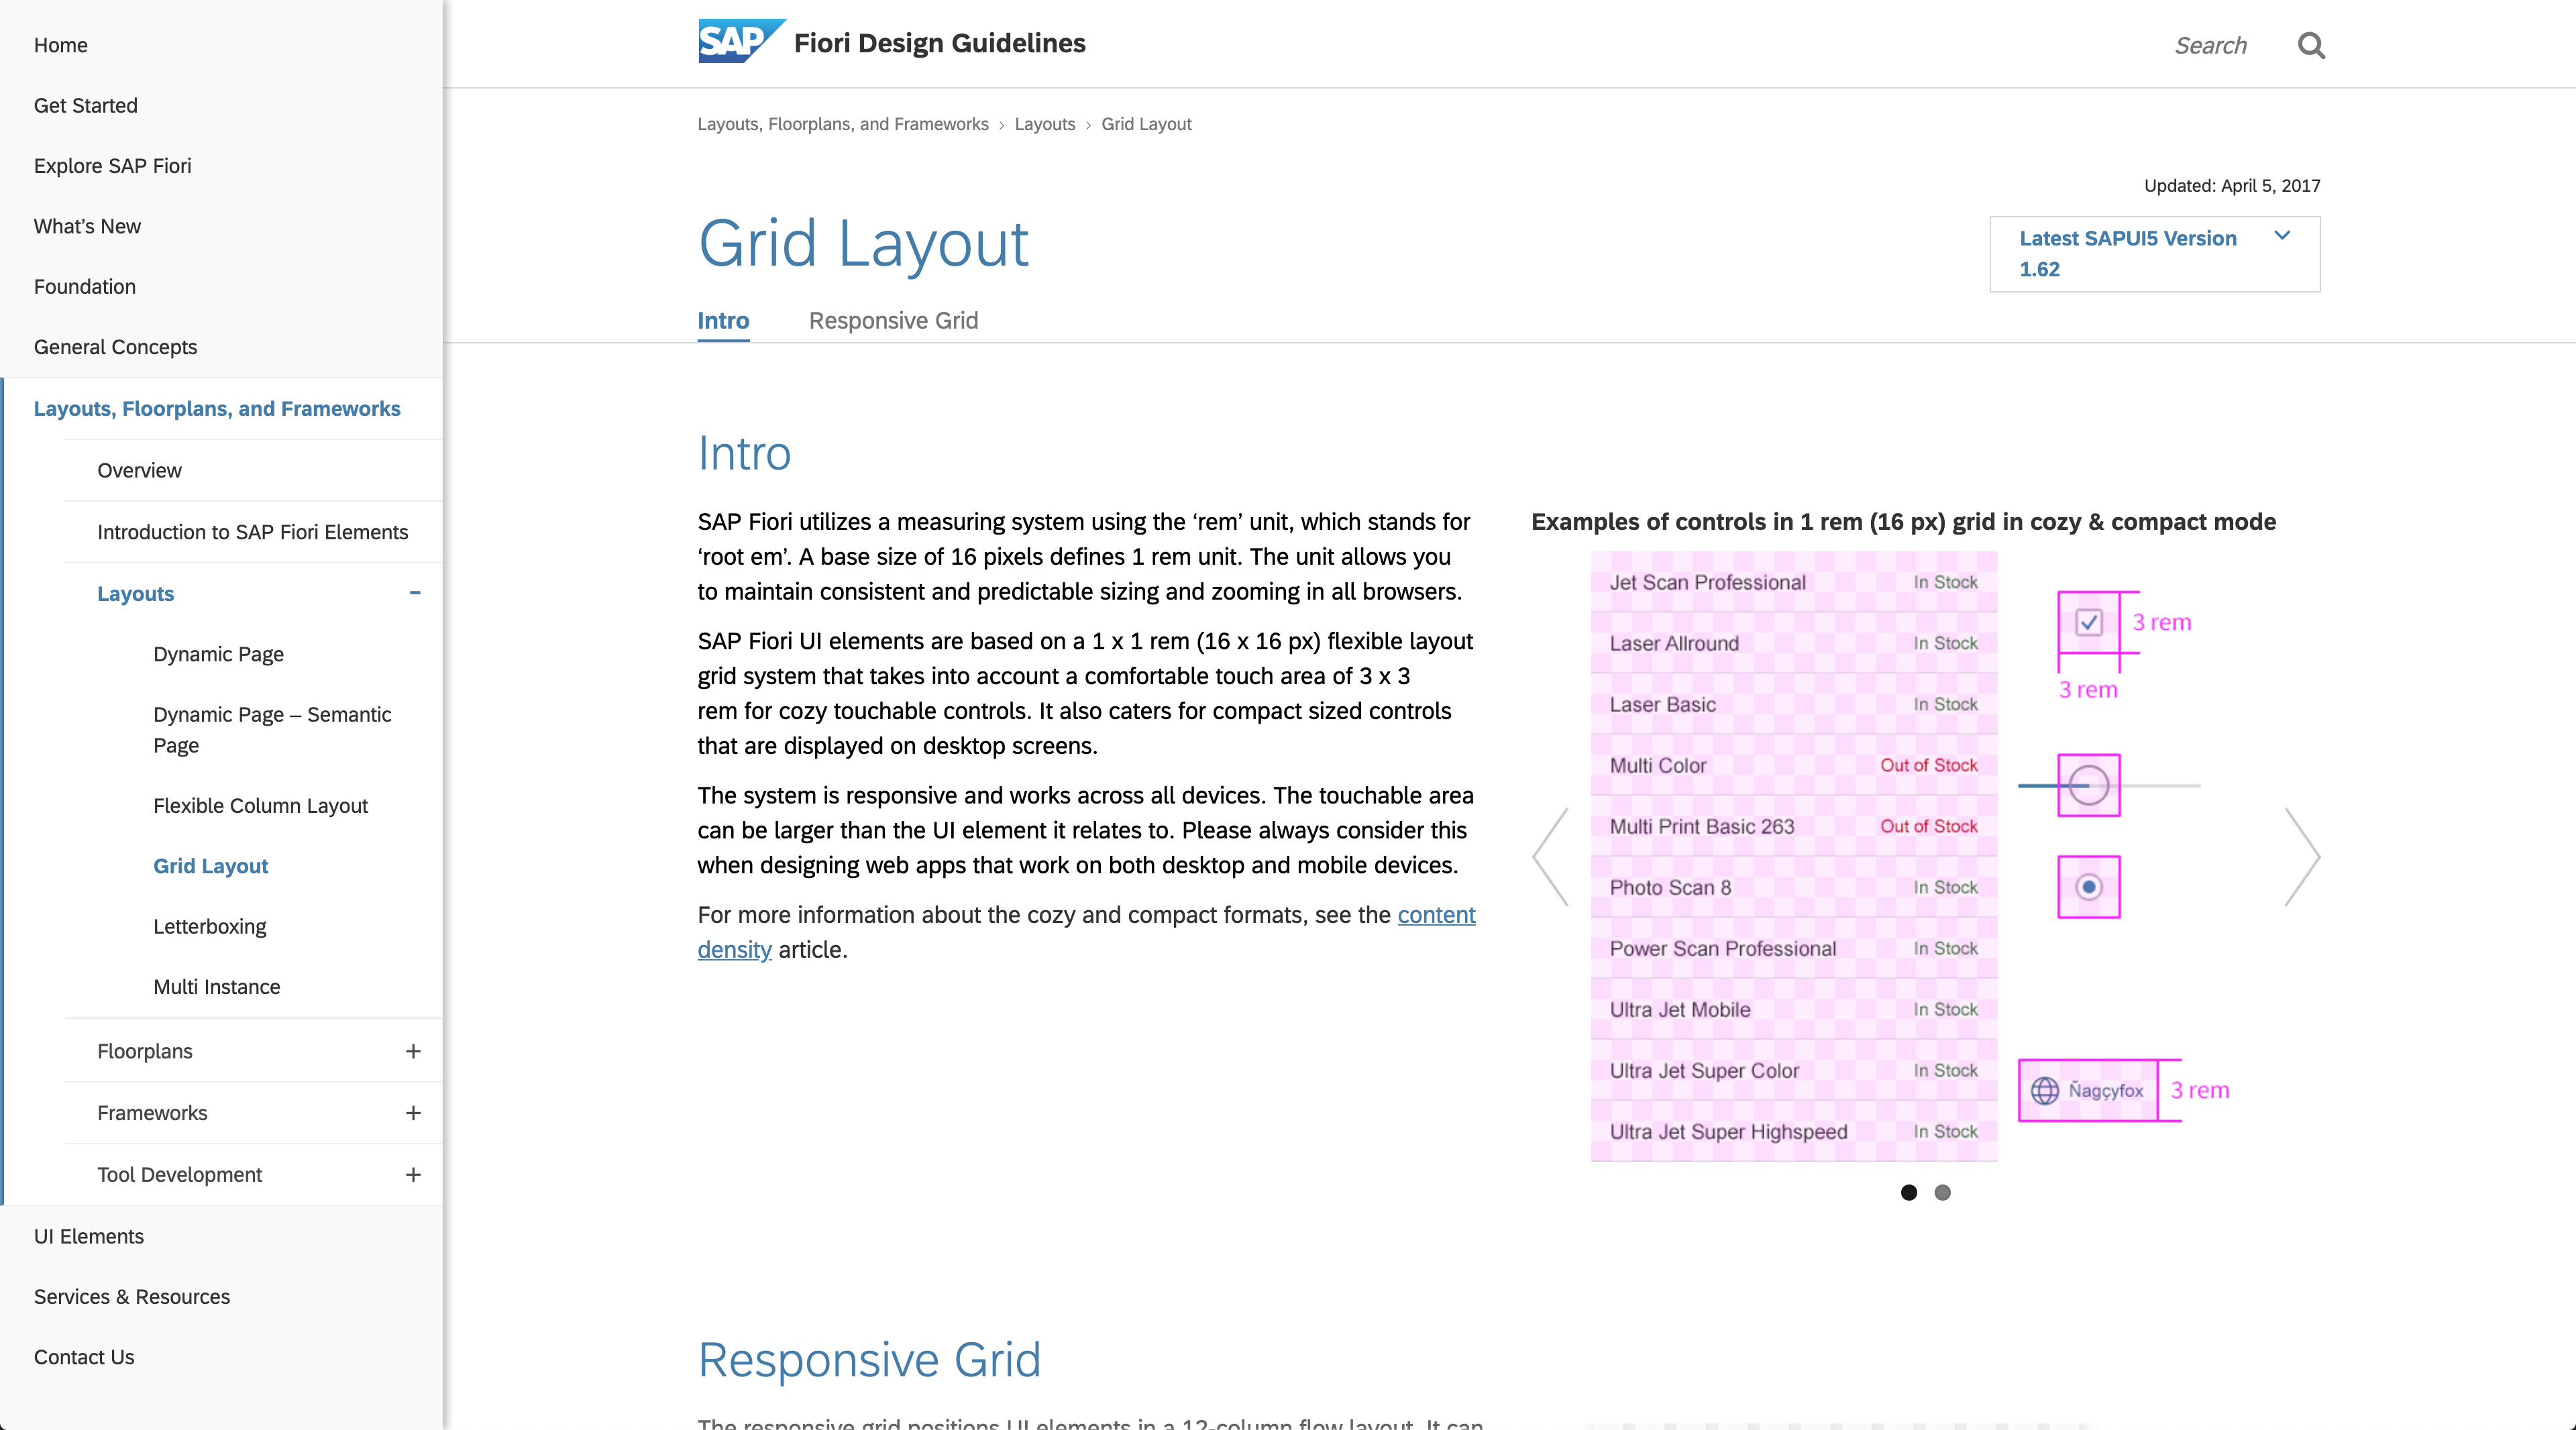 Home
Get Started
Explore SAP Fiori
What’s New
Foundation
General Concepts
Layouts, Floorplans, and Frameworks
Overview
Introduction to SAP Fiori Elements
Layouts
Dynamic Page
Dynamic Page – Semantic
Page
Flexible Column Layout
Grid Layout
Letterboxing
Multi Instance
Floorplans
Frameworks
Tool Development
UI Elements
Services & Resources
Contact Us
SAP Fiori Design Guidelines
Search
Layouts, Floorplans, and Frameworks › Layouts › Grid Layout
Updated: April 5, 2017
Grid Layout
Latest SAPUI5 Version
1.62
Intro Responsive Grid
Intro
SAP Fiori utilizes a measuring system using the ‘rem’ unit, which stands for
‘root em’. A base size of 16 pixels defines 1 rem unit. The unit allows you
to maintain consistent and predictable sizing and zooming in all browsers.
SAP Fiori UI elements are based on a 1 x 1 rem (16 x 16 px) flexible layout
grid system that takes into account a comfortable touch area of 3 x 3
rem for cozy touchable controls. It also caters for compact sized controls
that are displayed on desktop screens.
The system is responsive and works across all devices. The touchable area
can be larger than the UI element it relates to. Please always consider this
when designing web apps that work on both desktop and mobile devices.
For more information about the cozy and compact formats, see the content
density article.
Examples of controls in 1 rem (16 px) grid in cozy & compact mode
Jet Scan Professional In Stock
Laser Allround In Stock
Laser Basic In Stock
Multi Color Out of Stock
Multi Print Basic 263 Out of Stock
Photo Scan 8 In Stock
Power Scan Professional In Stock
Ultra Jet Mobile In Stock
Ultra Jet Super Color In Stock
Ultra Jet Super Highspeed In Stock
3 rem
3 rem
Ñagçyfox 3 rem
Responsive Grid
The responsive grid positions UI elements in a 12-column flow layout. It can